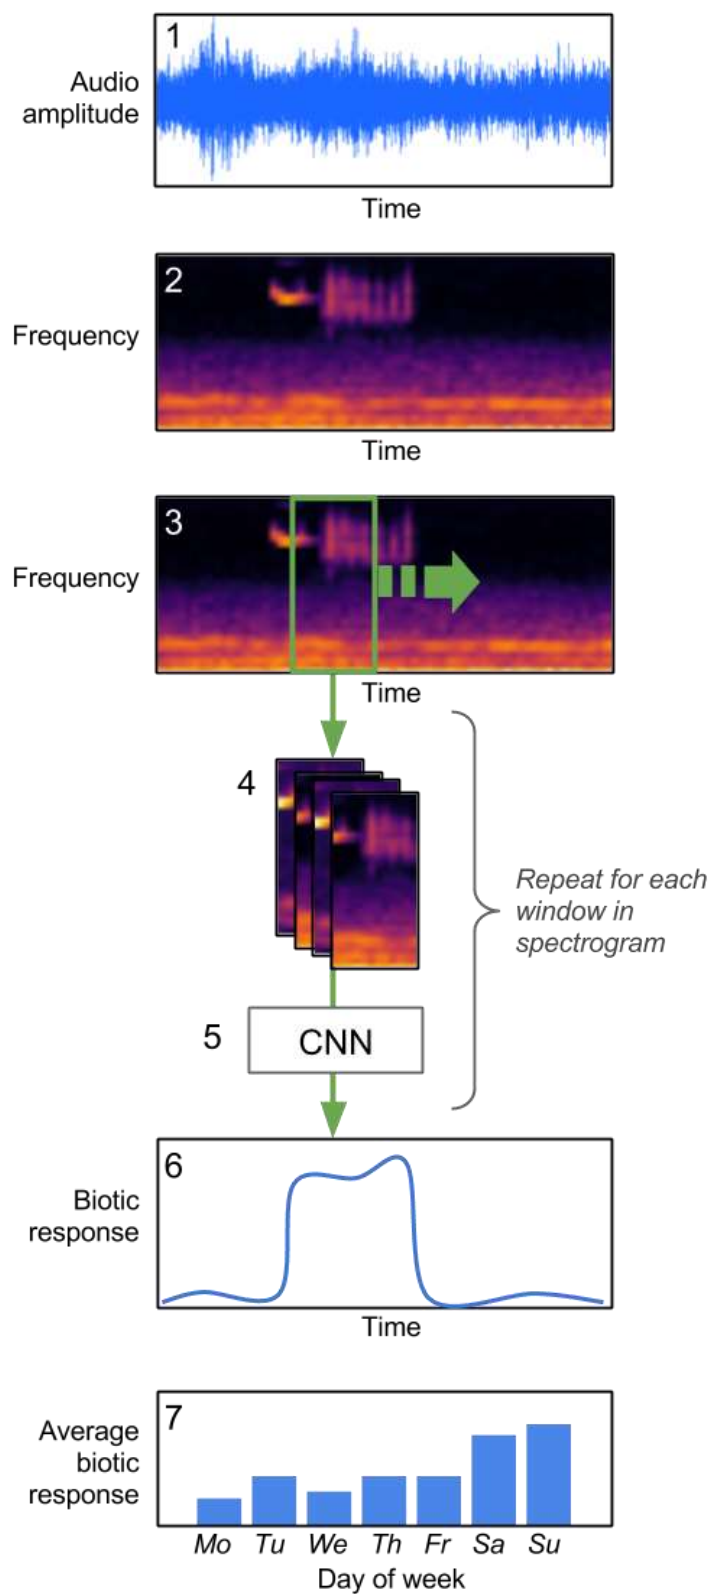 1
Audio
amplitude
Time
2
Frequency
Time
3
Frequency
Time
4
Repeat for each
window in
spectrogram
5
CNN
6
Biotic
response
Time
7
Average
biotic
response
Mo Tu We Th Fr Sa Su
Day of week